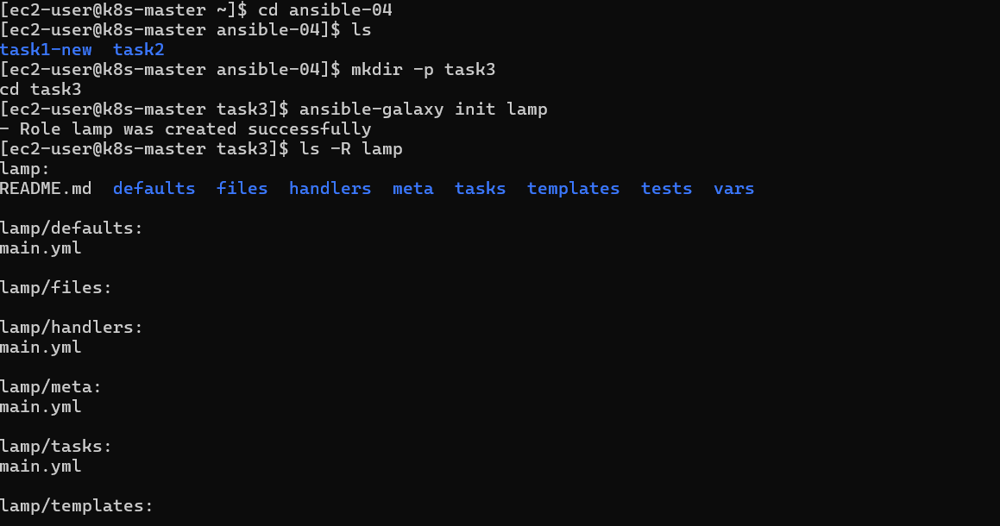 [ec2-user@k8s-master ~]$ cd ansible-04
[ec2-user@k8s-master ansible-04]$ ls
task1-new  task2
[ec2-user@k8s-master ansible-04]$ mkdir -p task3
cd task3
[ec2-user@k8s-master task3]$ ansible-galaxy init lamp
- Role lamp was created successfully
[ec2-user@k8s-master task3]$ ls -R lamp
lamp:
README.md  defaults  files  handlers  meta  tasks  templates  tests  vars

lamp/defaults:
main.yml

lamp/files:

lamp/handlers:
main.yml

lamp/meta:
main.yml

lamp/tasks:
main.yml

lamp/templates: